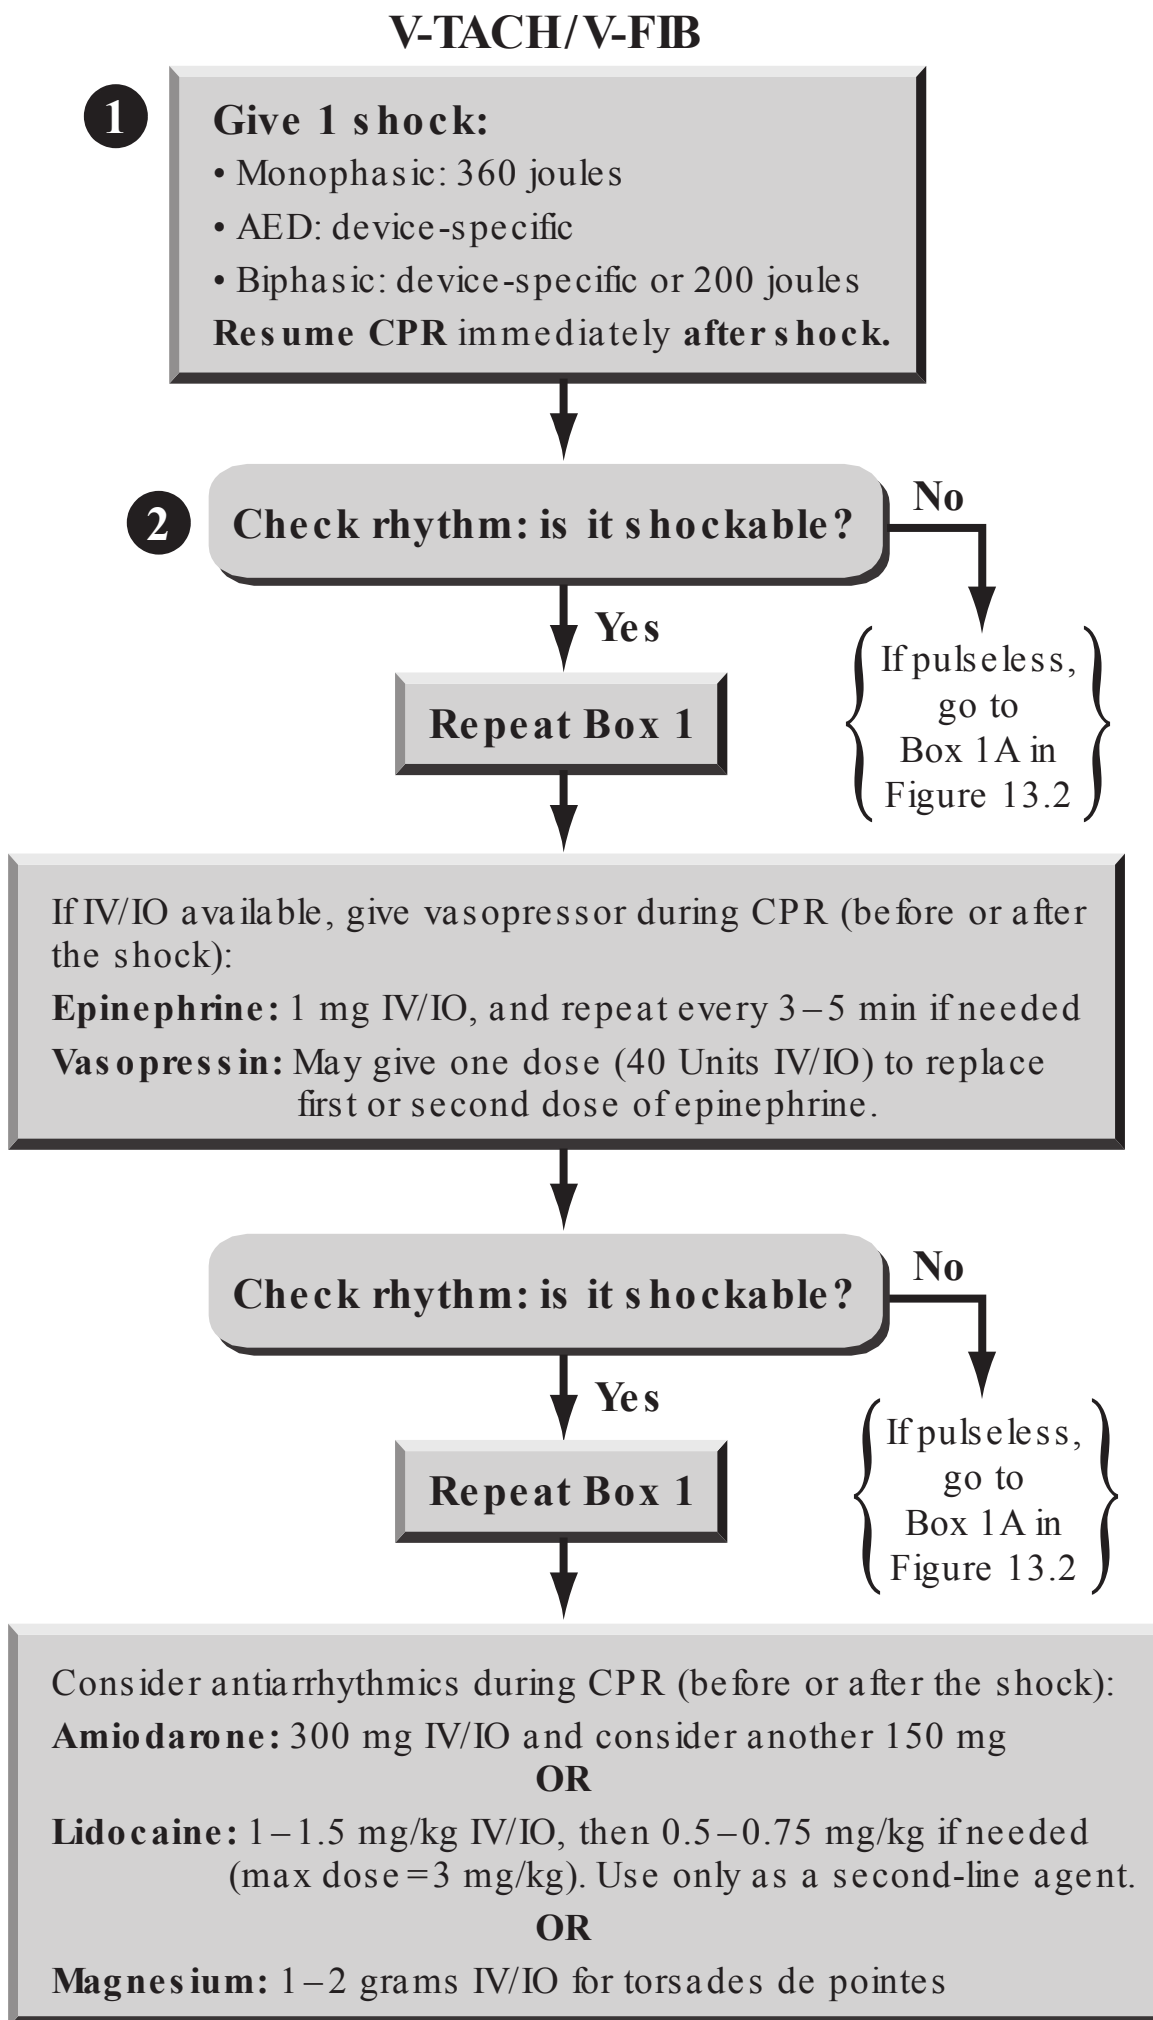 V-TACH/V-FIB
1
Give 1 shock:
• Monophasic: 360 joules
• AED: device-specific
• Biphasic: device-specific or 200 joules
Resume CPR immediately after shock.
2
Check rhythm: is it shockable?
No
Yes
If pulseless,
go to
Box 1A in
Figure 13.2
Repeat Box 1
If IV/IO available, give vasopressor during CPR (before or after
the shock):
Epinephrine: 1 mg IV/IO, and repeat every 3–5 min if needed
Vasopressin: May give one dose (40 Units IV/IO) to replace
first or second dose of epinephrine.
Check rhythm: is it shockable?
No
Yes
If pulseless,
go to
Box 1A in
Figure 13.2
Repeat Box 1
Consider antiarrhythmics during CPR (before or after the shock):
Amiodarone: 300 mg IV/IO and consider another 150 mg
OR
Lidocaine: 1–1.5 mg/kg IV/IO, then 0.5–0.75 mg/kg if needed
(max dose=3 mg/kg). Use only as a second-line agent.
OR
Magnesium: 1–2 grams IV/IO for torsades de pointes